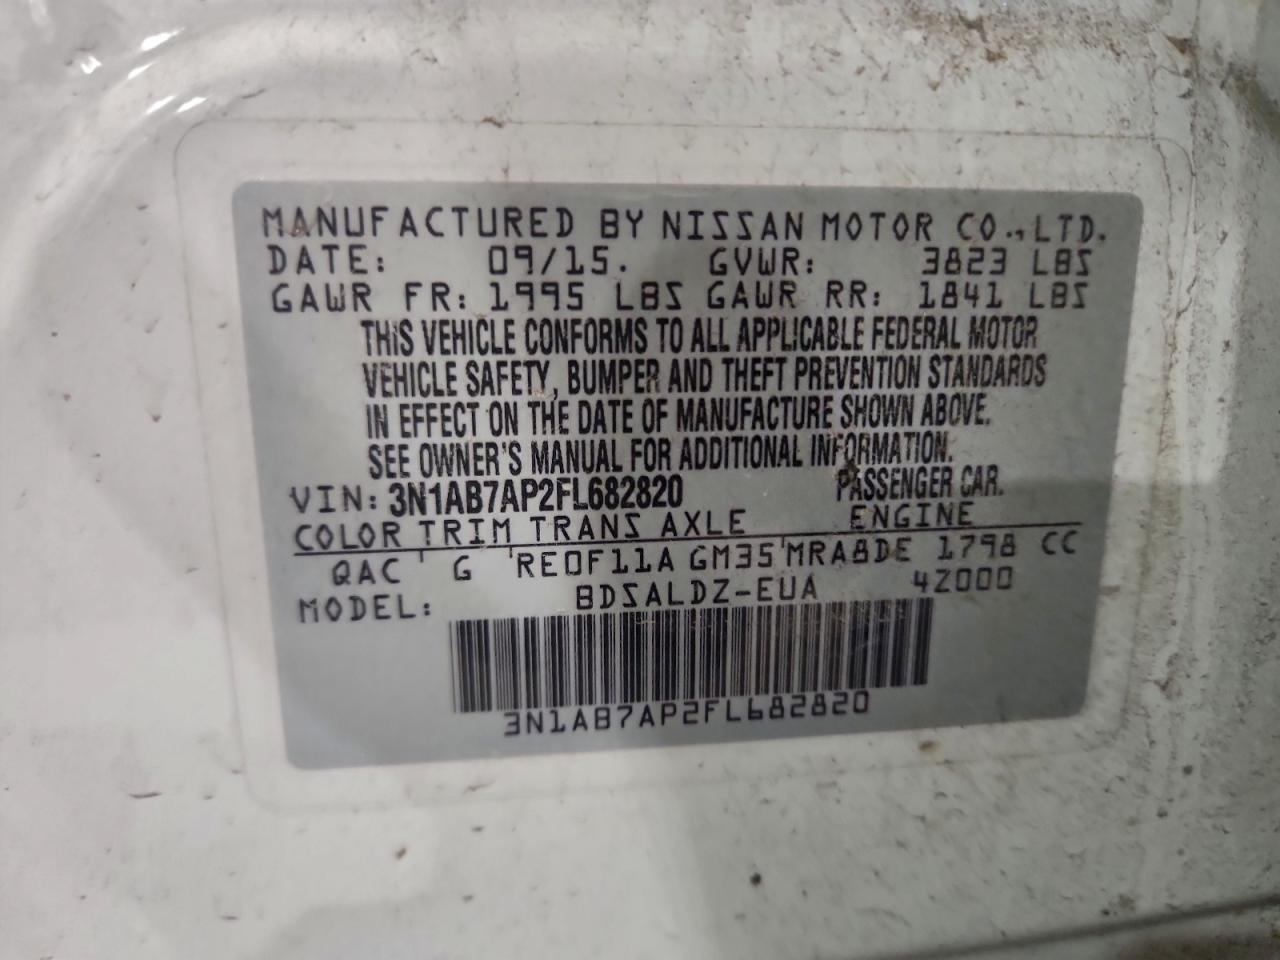 MANUFACTURED BY NISSAN MOTOR CO.,LTD.
DATE: 09/15. GVWR: 3823 LBS
GAWR FR: 1995 LBS GAWR RR: 1841 LBS
THIS VEHICLE CONFORMS TO ALL APPLICABLE FEDERAL MOTOR
VEHICLE SAFETY, BUMPER AND THEFT PREVENTION STANDARDS
IN EFFECT ON THE DATE OF MANUFACTURE SHOWN ABOVE.
SEE OWNER'S MANUAL FOR ADDITIONAL INFORMATION.
VIN: 3N1AB7AP2FL682820 PASSENGER CAR.
COLOR TRIM TRANS AXLE ENGINE
QAC G RE0F11A GM35 MRA8DE 1798 CC
MODEL: BDSALDZ-EUA 4Z000
3N1AB7AP2FL682820